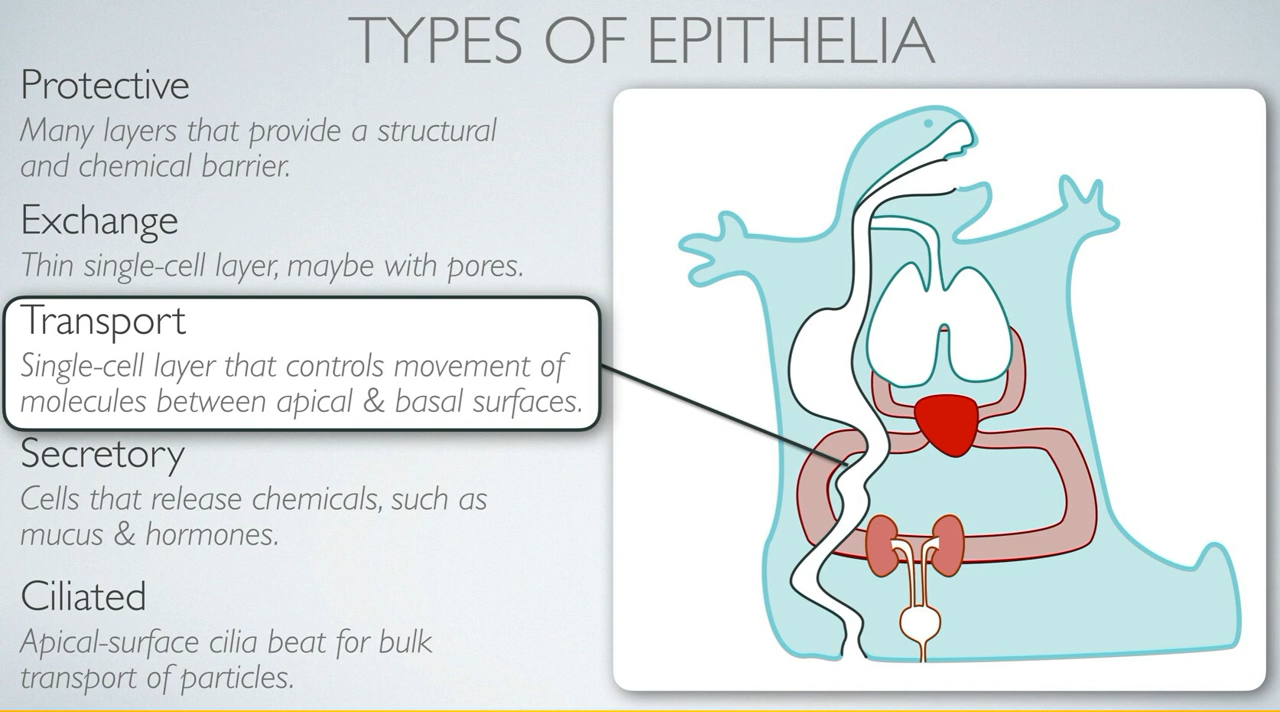 TYPES OF EPITHELIA
Protective
Many layers that provide a structural
and chemical barrier.
Exchange
Thin single-cell layer, maybe with pores.
Transport
Single-cell layer that controls movement of
molecules between apical & basal surfaces.
Secretory
Cells that release chemicals, such as
mucus & hormones.
Ciliated
Apical-surface cilia beat for bulk
transport of particles.